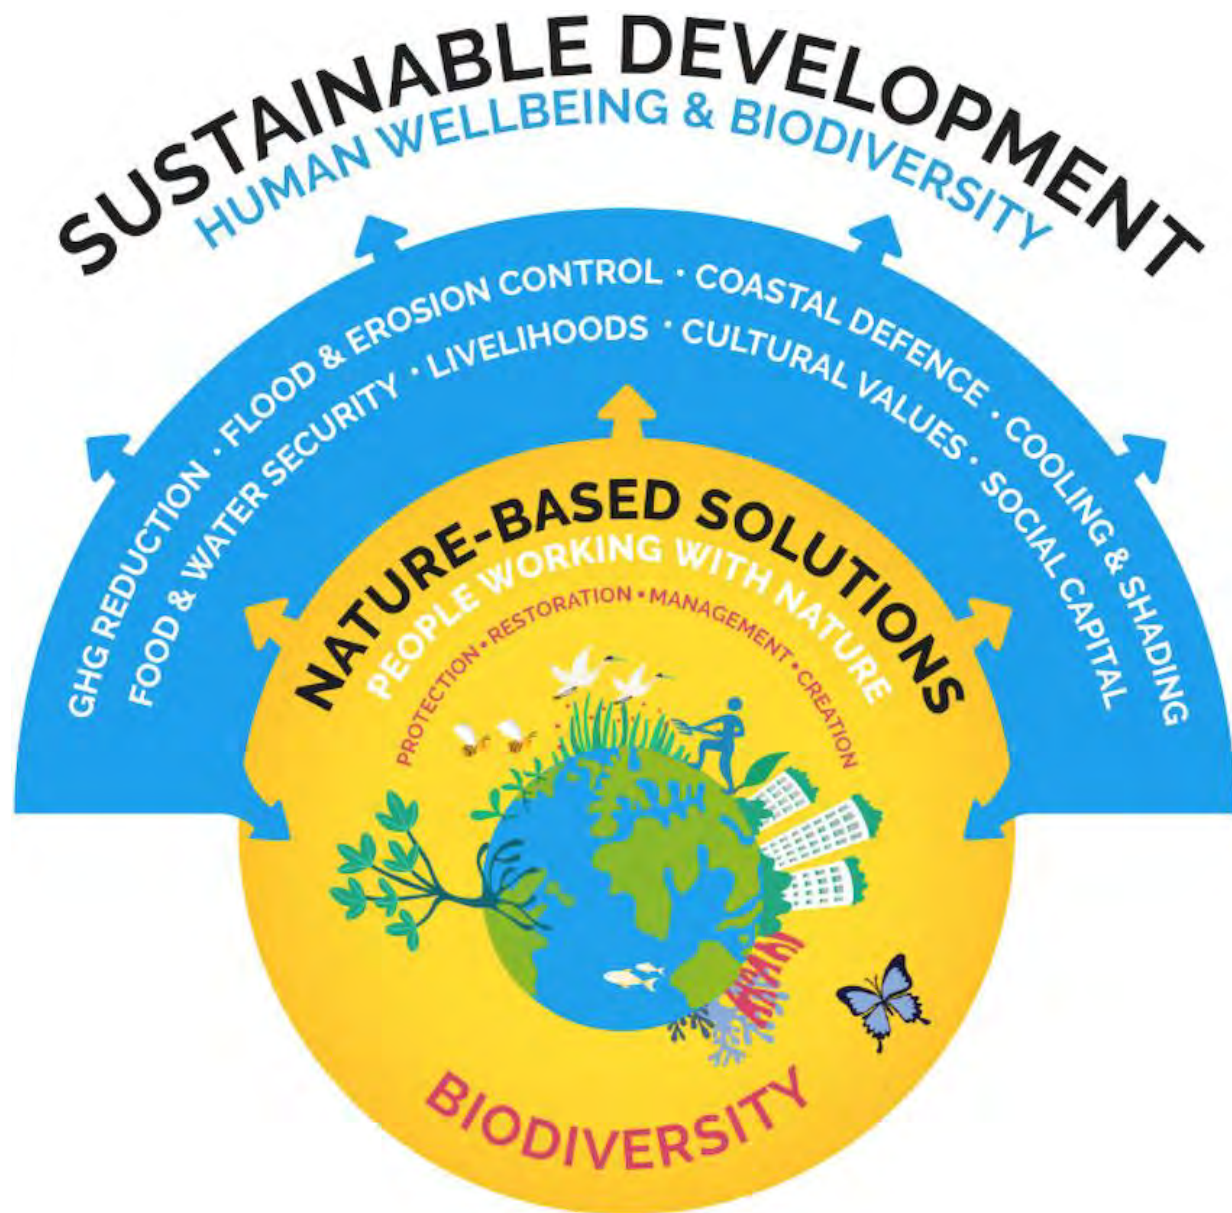 SUSTAINABLE DEVELOPMENT
HUMAN WELLBEING & BIODIVERSITY
GHG REDUCTION · FLOOD & EROSION CONTROL · COASTAL DEFENCE · COOLING & SHADING
FOOD & WATER SECURITY · LIVELIHOODS · CULTURAL VALUES · SOCIAL CAPITAL
NATURE-BASED SOLUTIONS
PEOPLE WORKING WITH NATURE
PROTECTION • RESTORATION • MANAGEMENT • CREATION
BIODIVERSITY